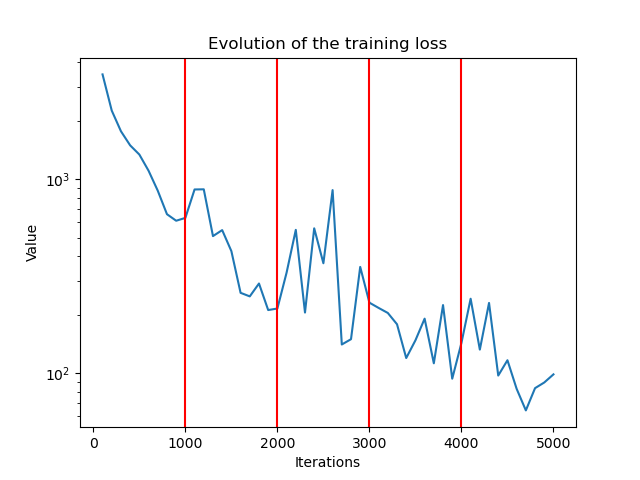 Evolution of the training loss
10³
10²
Value
0 1000 2000 3000 4000 5000
Iterations